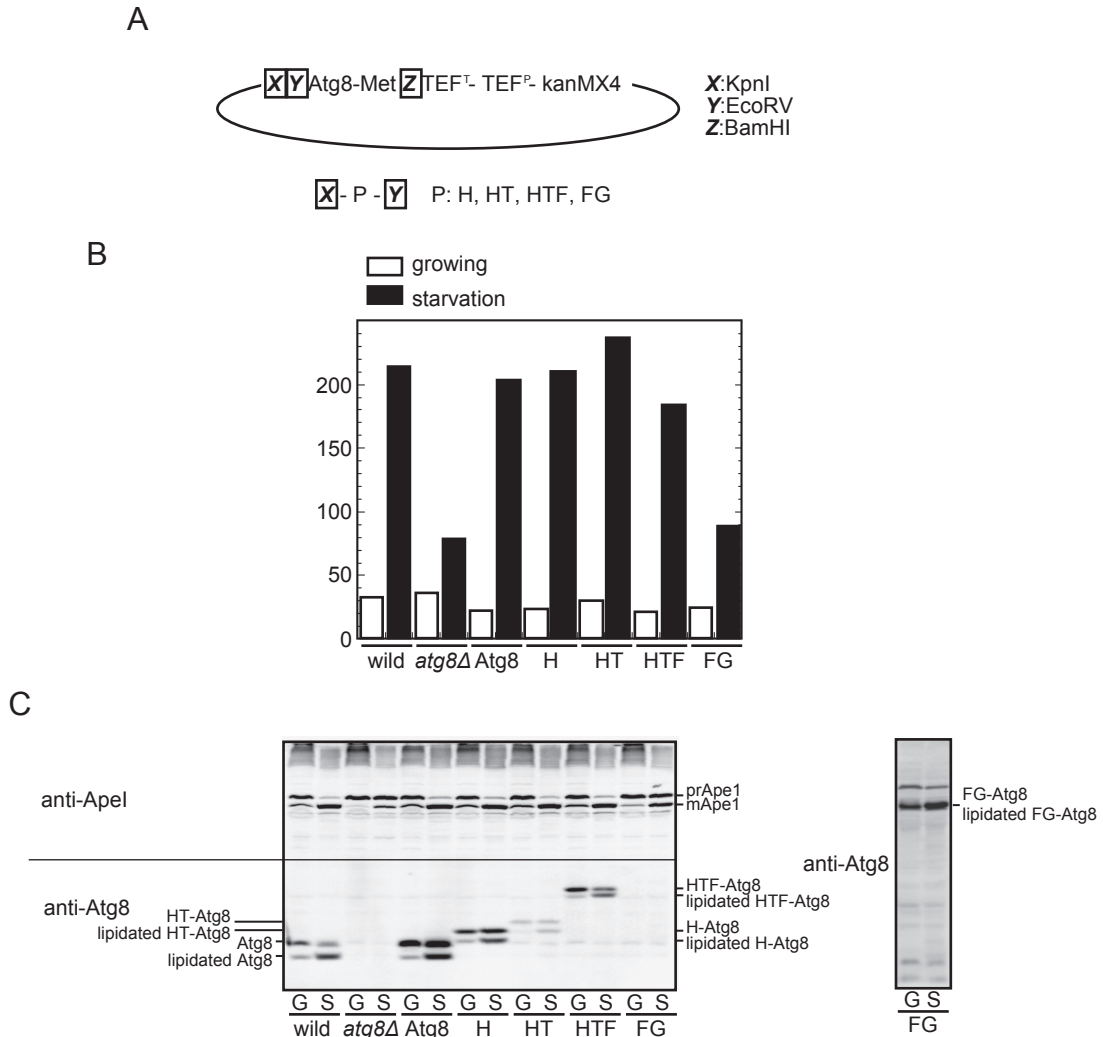 A
X Y Atg8-Met Z TEFᵀ- TEFᴾ- kanMX4
X:KpnI
Y:EcoRV
Z:BamHI
X - P - Y P: H, HT, HTF, FG
B
growing
starvation
200
150
100
50
0
wild atg8Δ Atg8 H HT HTF FG
C
anti-ApeI
prApe1
mApe1
anti-Atg8
HT-Atg8
lipidated HT-Atg8
Atg8
lipidated Atg8
HTF-Atg8
lipidated HTF-Atg8
H-Atg8
lipidated H-Atg8
G S G S G S G S G S G S G S
wild atg8Δ Atg8 H HT HTF FG
anti-Atg8
FG-Atg8
lipidated FG-Atg8
G S
FG